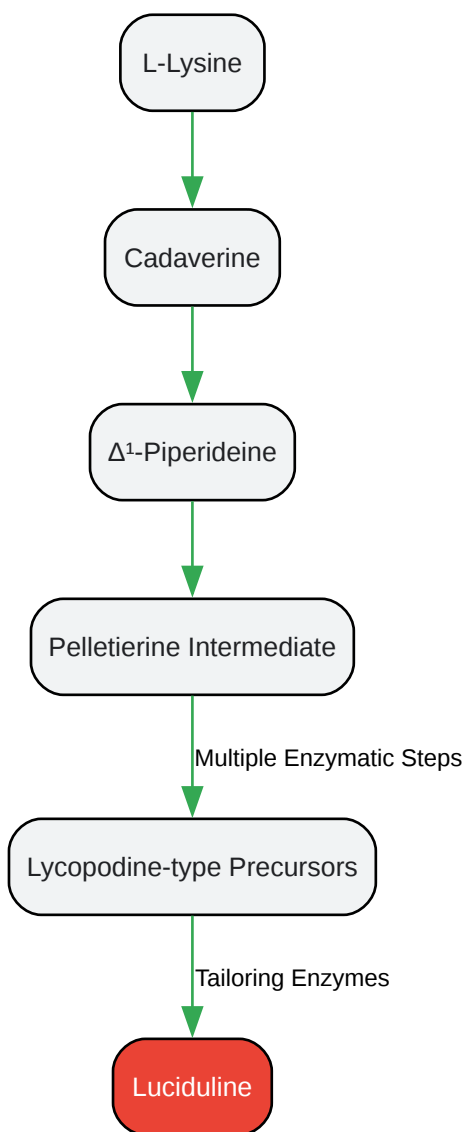 L-Lysine
Cadaverine
Δ¹-Piperideine
Pelletierine Intermediate
Multiple Enzymatic Steps
Lycopodine-type Precursors
Tailoring Enzymes
Luciduline